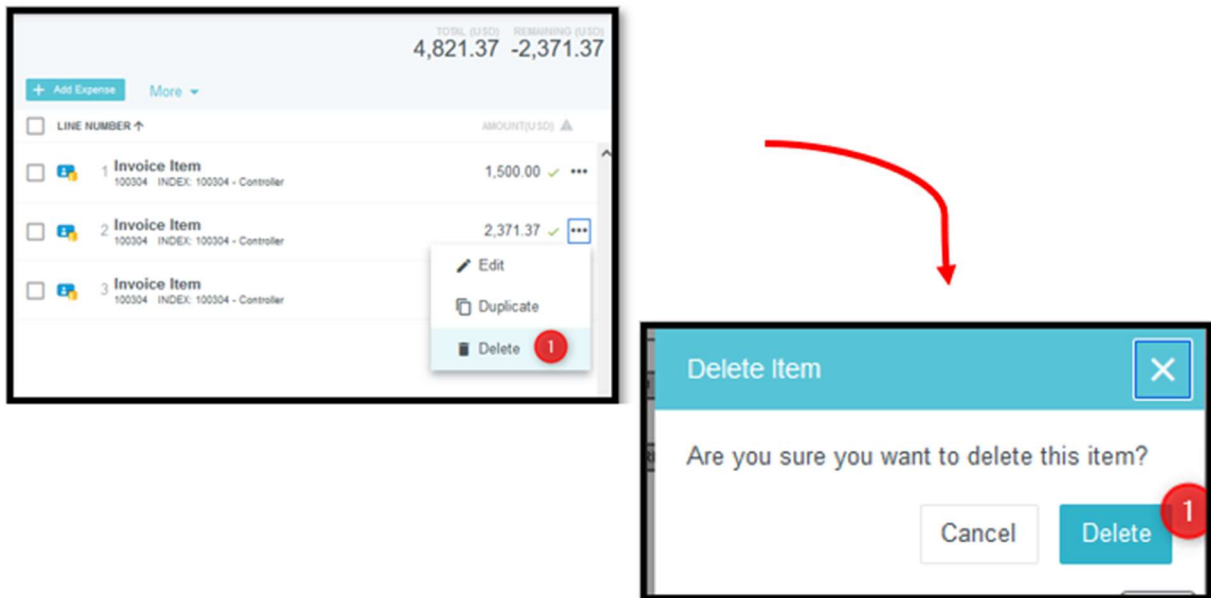 TOTAL (USD) REMAINING (USD)
4,821.37 -2,371.37
+ Add Expense More
LINE NUMBER AMOUNT(USD)
1 Invoice Item 1,500.00
100304 INDEX: 100304 - Controller
2 Invoice Item 2,371.37
100304 INDEX: 100304 - Controller
Edit
3 Invoice Item
100304 INDEX: 100304 - Controller
Duplicate
Delete 1
Delete Item
Are you sure you want to delete this item?
Cancel Delete 1